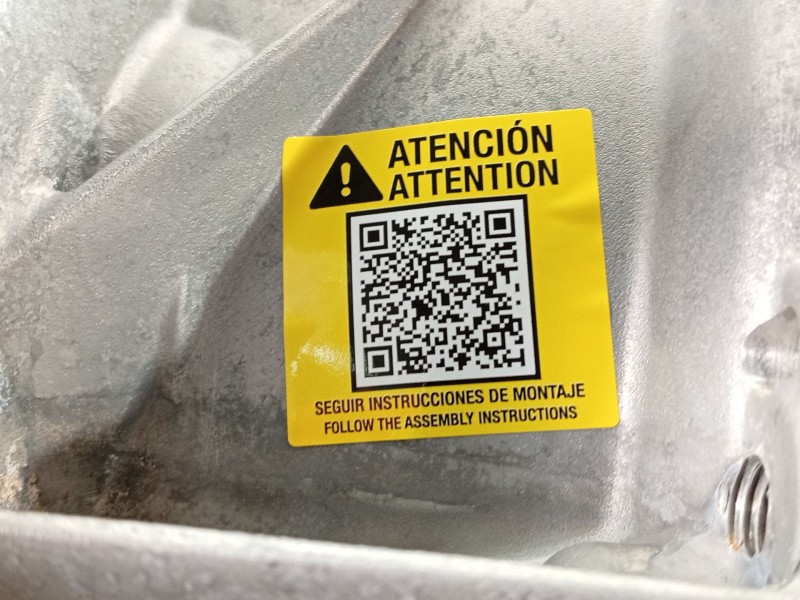 ATENCIÓN
ATTENTION
SEGUIR INSTRUCCIONES DE MONTAJE
FOLLOW THE ASSEMBLY INSTRUCTIONS